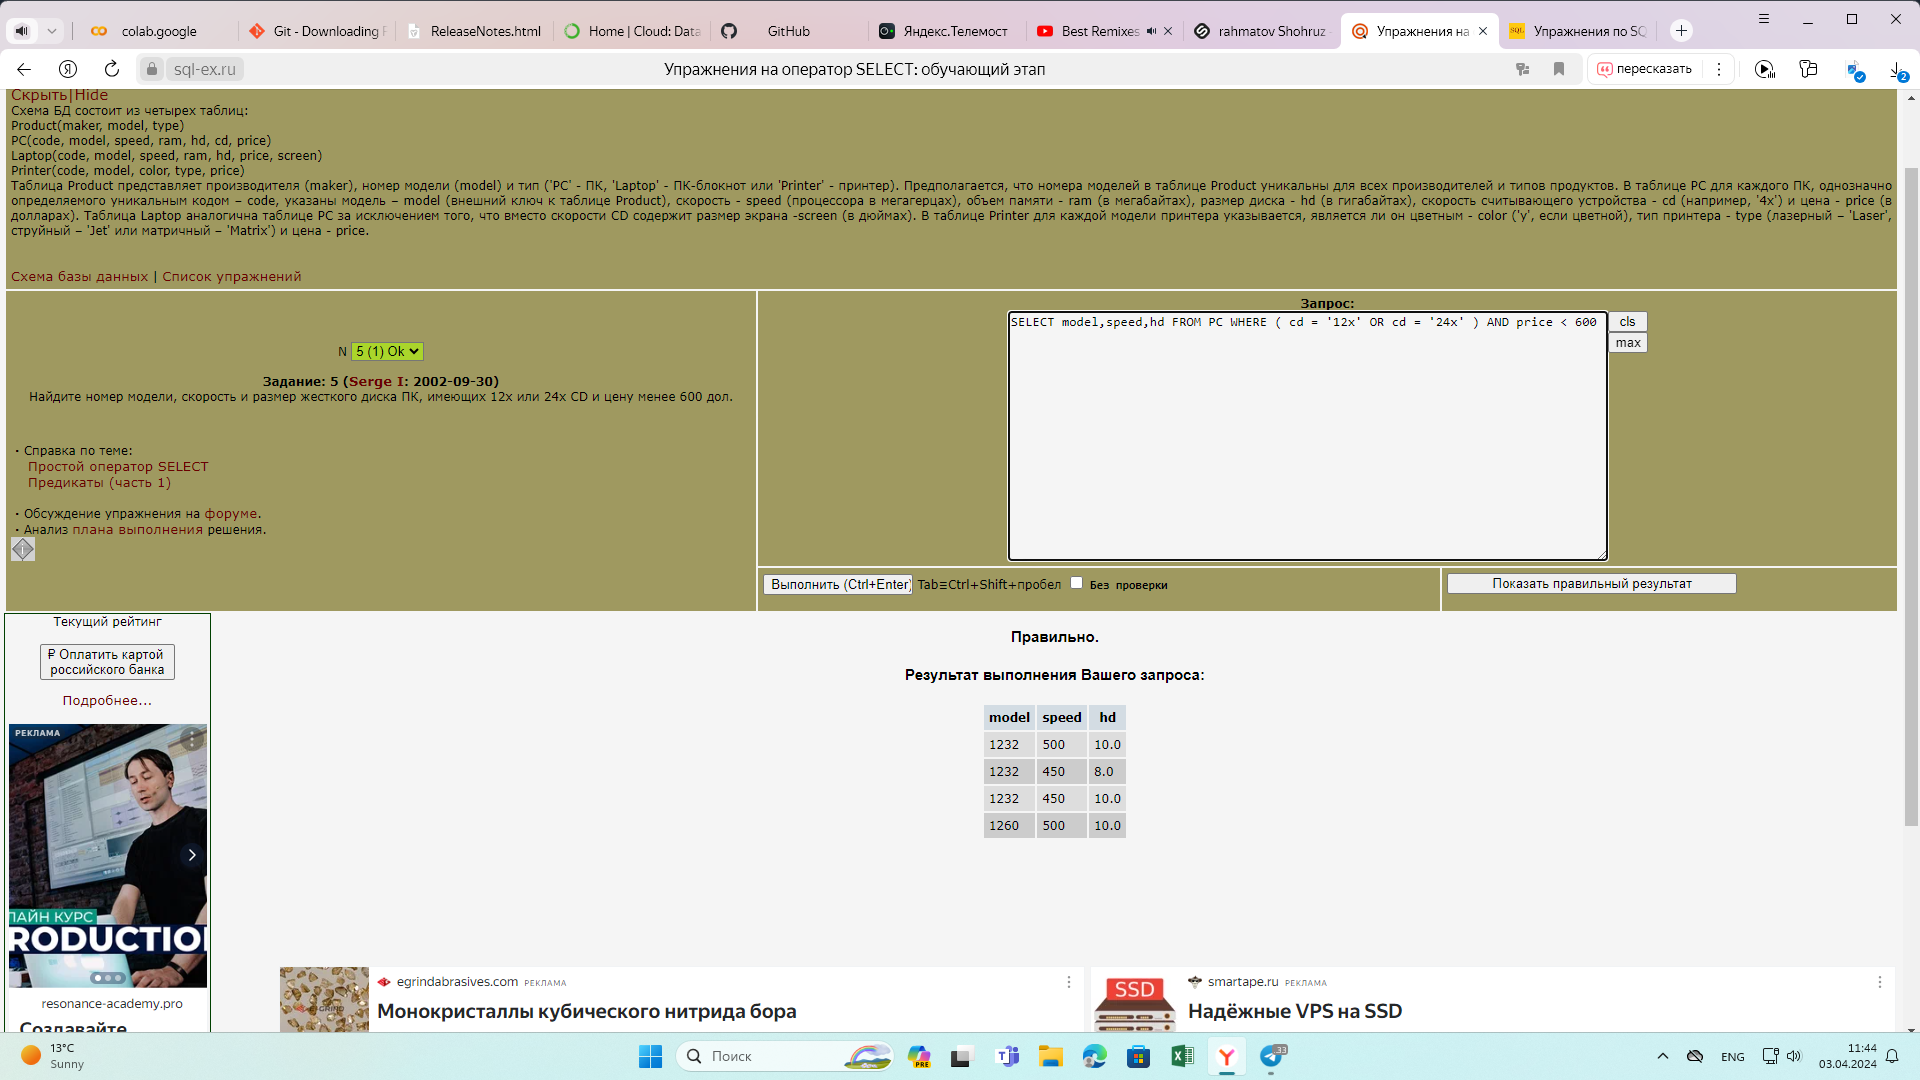 colab.google
Git - Downloading F
ReleaseNotes.html
Home | Cloud: Data
GitHub
Яндекс.Телемост
Best Remixes
rahmatov Shohruz -
Упражнения на
SQL
Упражнения по SQ
Я
sql-ex.ru
Упражнения на оператор SELECT: обучающий этап
пересказать
2
Скрыть|Hide
Схема БД состоит из четырех таблиц:
Product(maker, model, type)
PC(code, model, speed, ram, hd, cd, price)
Laptop(code, model, speed, ram, hd, price, screen)
Printer(code, model, color, type, price)
Таблица Product представляет производителя (maker), номер модели (model) и тип ('PC' - ПК, 'Laptop' - ПК-блокнот или 'Printer' - принтер). Предполагается, что номера моделей в таблице Product уникальны для всех производителей и типов продуктов. В таблице PC для каждого ПК, однозначно
определяемого уникальным кодом – code, указаны модель – model (внешний ключ к таблице Product), скорость - speed (процессора в мегагерцах), объем памяти - ram (в мегабайтах), размер диска - hd (в гигабайтах), скорость считывающего устройства - cd (например, '4x') и цена - price (в
долларах). Таблица Laptop аналогична таблице PC за исключением того, что вместо скорости CD содержит размер экрана -screen (в дюймах). В таблице Printer для каждой модели принтера указывается, является ли он цветным - color ('y', если цветной), тип принтера - type (лазерный – 'Laser',
струйный – 'Jet' или матричный – 'Matrix') и цена - price.
Схема базы данных | Список упражнений
Запрос:
SELECT model,speed,hd FROM PC WHERE ( cd = '12x' OR cd = '24x' ) AND price < 600
cls
max
N 5 (1) Ok
Задание: 5 (Serge I: 2002-09-30)
Найдите номер модели, скорость и размер жесткого диска ПК, имеющих 12x или 24x CD и цену менее 600 дол.
• Справка по теме:
Простой оператор SELECT
Предикаты (часть 1)
• Обсуждение упражнения на форуме.
• Анализ плана выполнения решения.
Выполнить (Ctrl+Enter) Tab≡Ctrl+Shift+пробел Без проверки
Показать правильный результат
Текущий рейтинг
₽ Оплатить картой
российского банка
Подробнее...
Правильно.
Результат выполнения Вашего запроса:
model speed hd
1232 500 10.0
1232 450 8.0
1232 450 10.0
1260 500 10.0
РЕКЛАМА
ЛАЙН КУРС
RODUCTIO
resonance-academy.pro
Создавайте
egrindabrasives.com РЕКЛАМА
Монокристаллы кубического нитрида бора
SSD
smartape.ru РЕКЛАМА
Надёжные VPS на SSD
13°C
Sunny
Поиск
PRE
33
ENG
11:44
03.04.2024